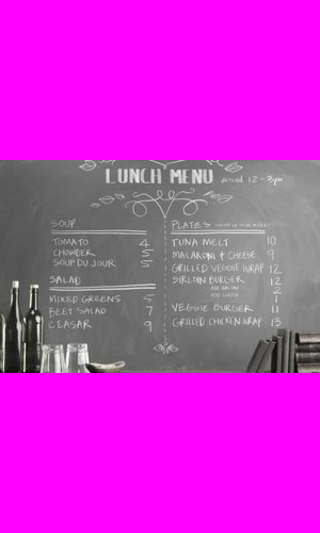 LUNCH MENU served 12-3pm
SOUP
TOMATO 4
CHOWDER 5
SOUP DU JOUR 5
SALAD
MIXED GREENS 5
BEET SALAD 7
CEASAR 9
PLATES
TUNA MELT 10
MACARONI + CHEESE 9
GRILLED VEGGIE WRAP 12
SIRLOIN BURGER 12
ADD BACON 2
ADD CHEESE 1
VEGGIE BURGER 11
GRILLED CHICKEN WRAP 13